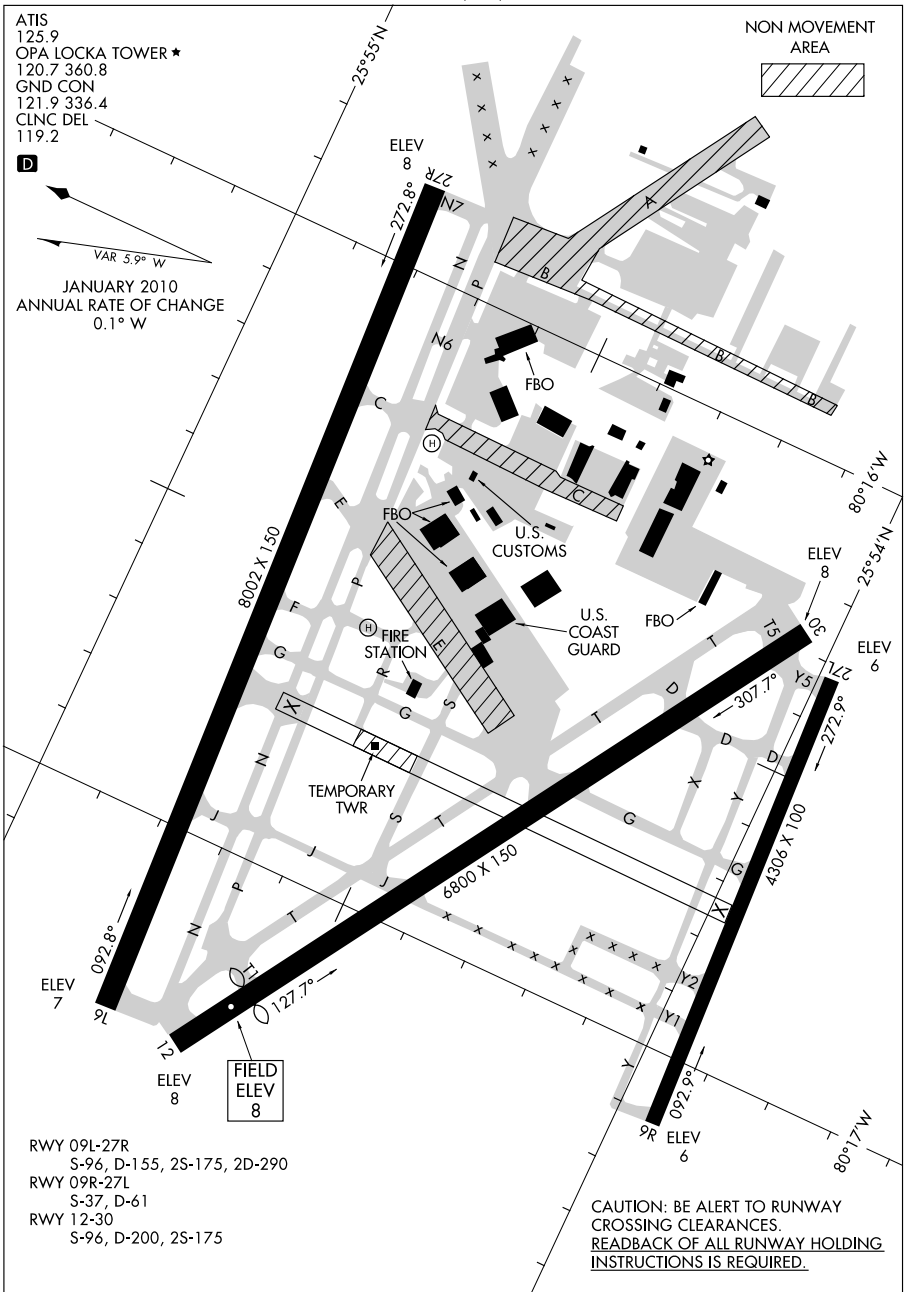 ATIS
125.9
OPA LOCKA TOWER ★
120.7 360.8
GND CON
121.9 336.4
CLNC DEL
119.2
D
VAR 5.9° W
JANUARY 2010
ANNUAL RATE OF CHANGE
0.1° W
25°55'N
NON MOVEMENT
AREA
ELEV
8
27R
272.8°
N7
A
N
P
B
N6
B
B
FBO
C
H
C
80°16'W
E
FBO
U.S.
CUSTOMS
25°54'N
8002 X 150
P
ELEV
8
F
H
FIRE
STATION
E
U.S.
COAST
GUARD
FBO
T
T5
30
ELEV
6
G
R
G
S
D
307.7°
Y5
27L
272.9°
X
T
D
D
N
TEMPORARY
TWR
X
Y
J
S
T
G
G
4306 X 100
J
J
6800 X 150
X
P
T
N
092.8°
T1
127.7°
Y2
Y1
ELEV
7
9L
12
ELEV
8
FIELD
ELEV
8
Y
092.9°
9R
ELEV
6
80°17'W
RWY 09L-27R
S-96, D-155, 2S-175, 2D-290
RWY 09R-27L
S-37, D-61
RWY 12-30
S-96, D-200, 2S-175
CAUTION: BE ALERT TO RUNWAY
CROSSING CLEARANCES.
READBACK OF ALL RUNWAY HOLDING
INSTRUCTIONS IS REQUIRED.